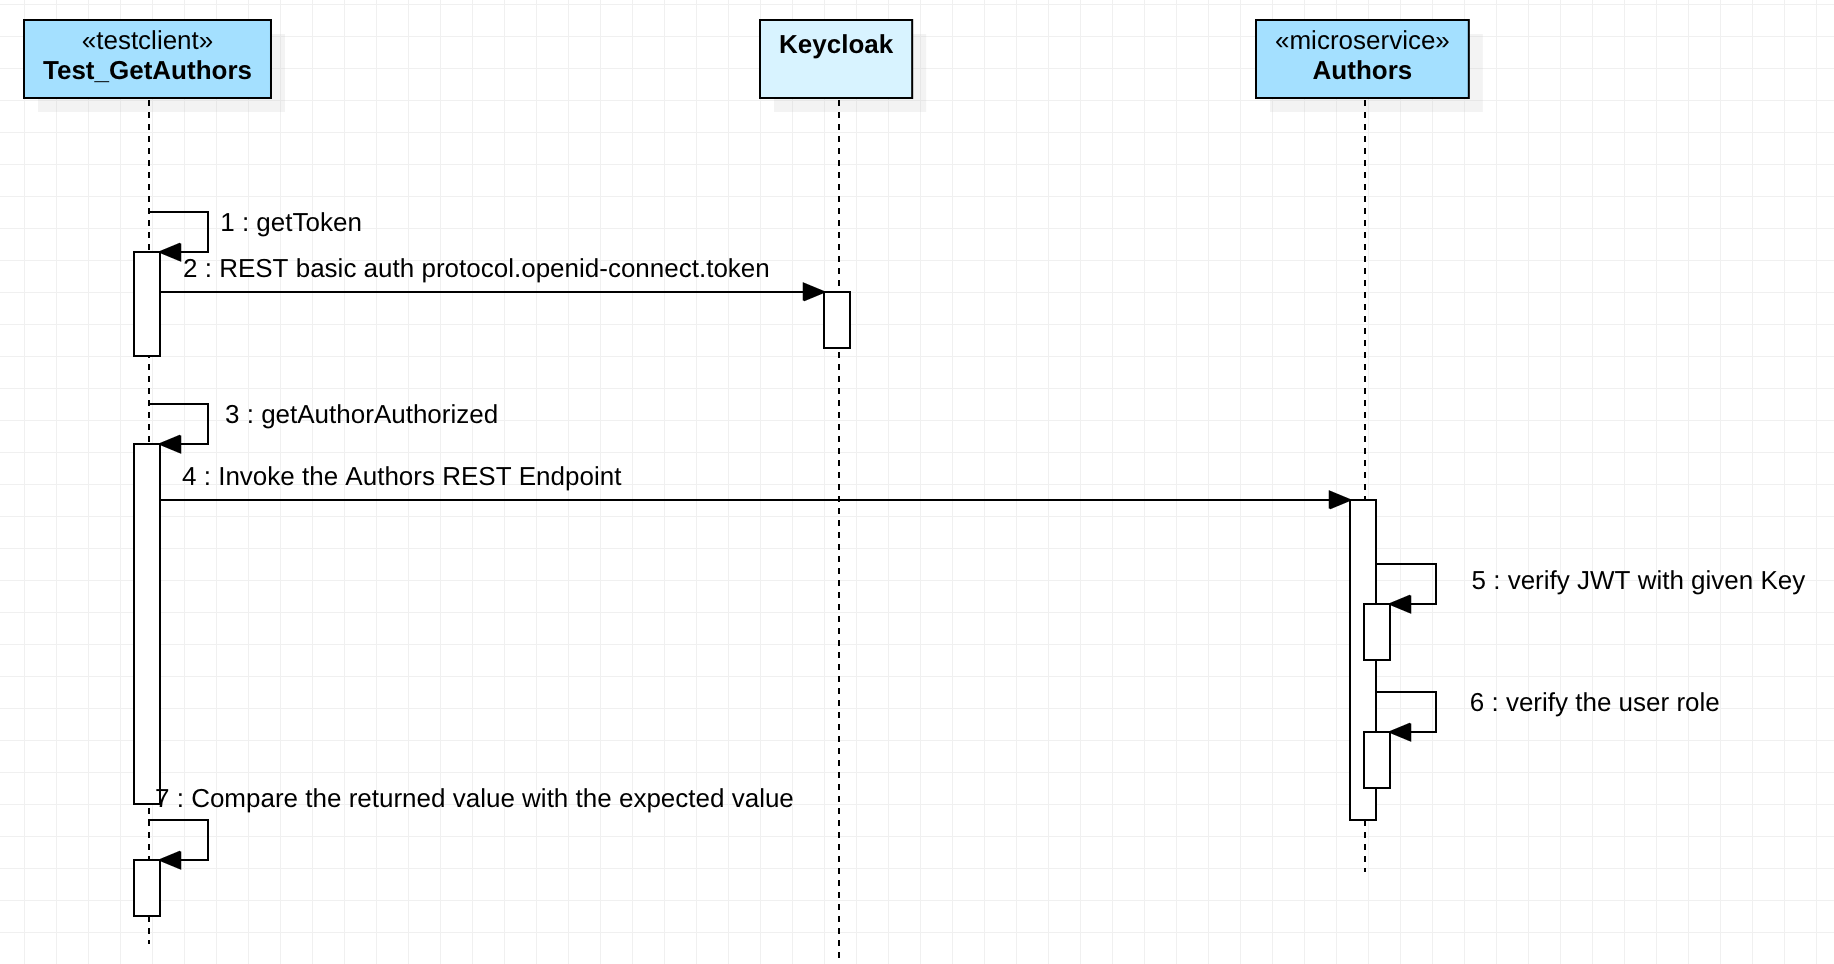 «testclient»
Test_GetAuthors
Keycloak
«microservice»
Authors
1 : getToken
2 : REST basic auth protocol.openid-connect.token
3 : getAuthorAuthorized
4 : Invoke the Authors REST Endpoint
5 : verify JWT with given Key
6 : verify the user role
7 : Compare the returned value with the expected value